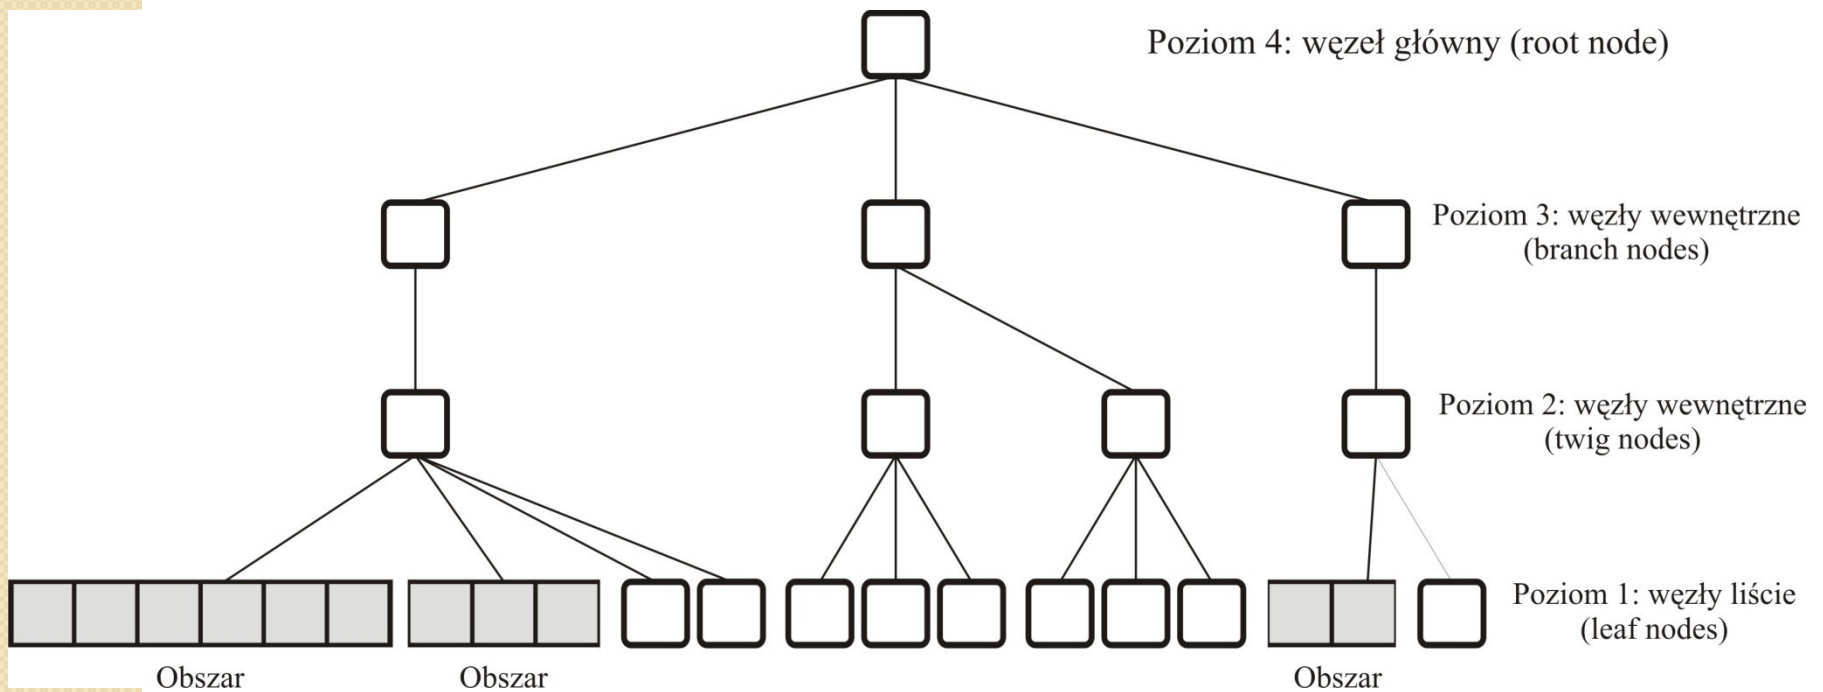 Poziom 4: węzeł główny (root node)
Poziom 3: węzły wewnętrzne
(branch nodes)
Poziom 2: węzły wewnętrzne
(twig nodes)
Poziom 1: węzły liście
(leaf nodes)
Obszar
Obszar
Obszar